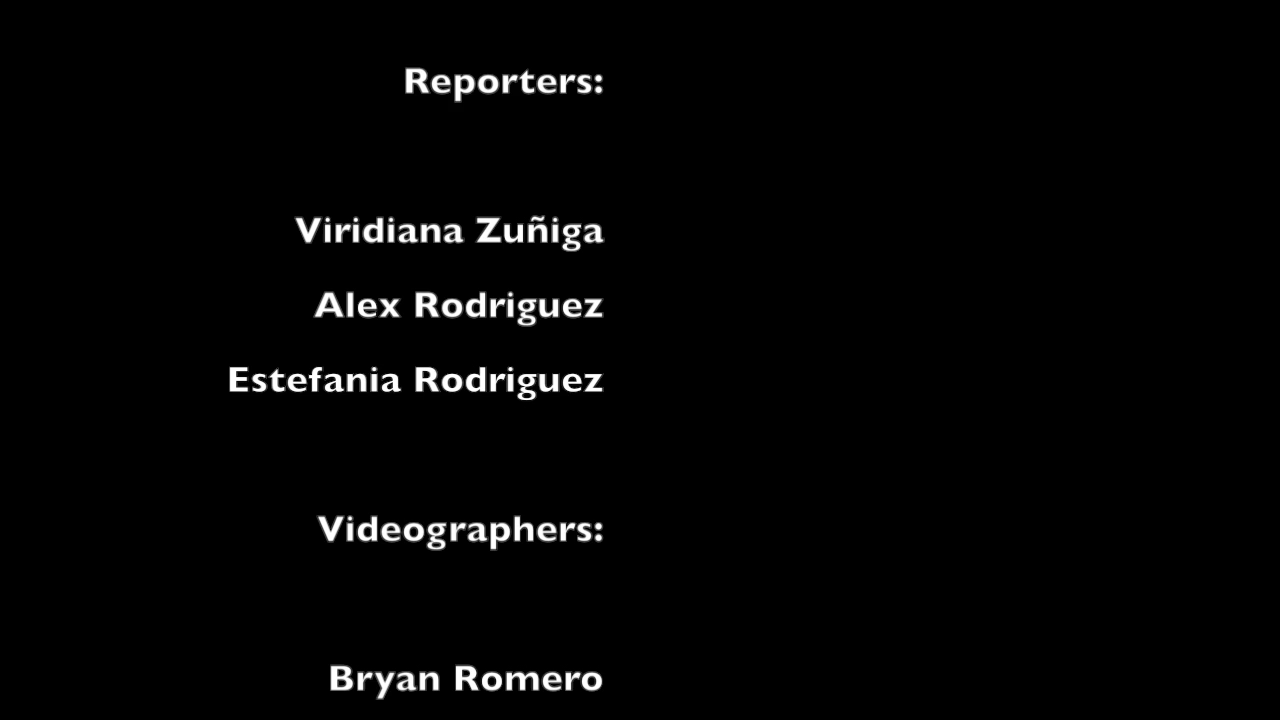 Reporters:
Viridiana Zuñiga
Alex Rodriguez
Estefania Rodriguez
Videographers:
Bryan Romero